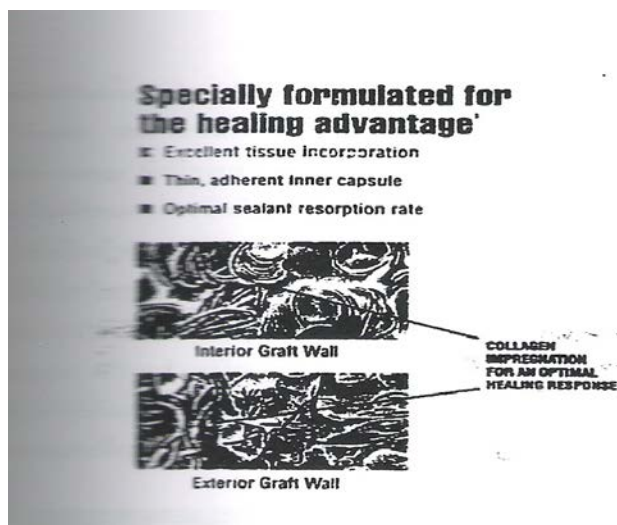 Specially formulated for
the healing advantage*
Excellent tissue incorporation
Thin, adherent inner capsule
Optimal sealant resorption rate
Interior Graft Wall
COLLAGEN
IMPREGNATION
FOR AN OPTIMAL
HEALING RESPONSE
Exterior Graft Wall